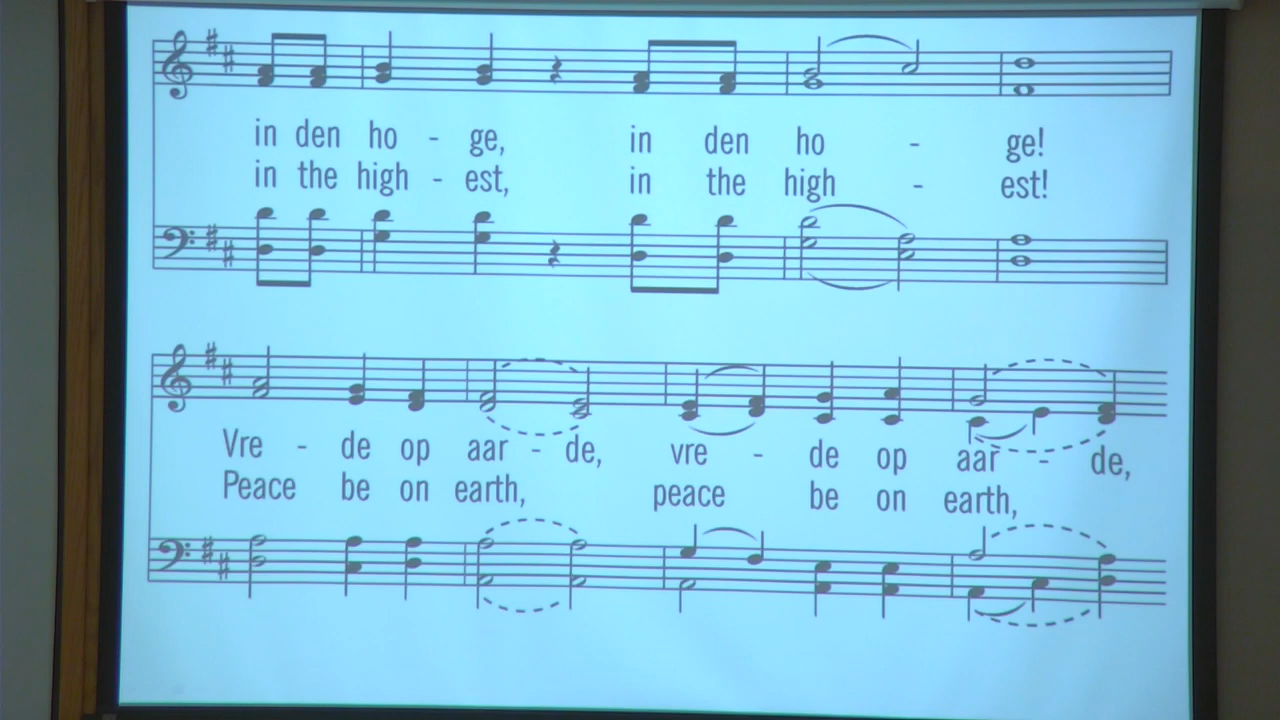 in den ho - ge, in den ho - ge!
in the high - est, in the high - est!
Vre - de op aar - de, vre - de op aar - de,
Peace be on earth, peace be on earth,